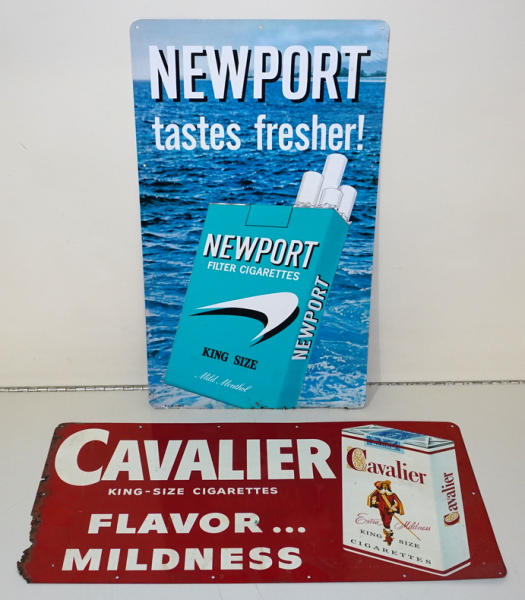 NEWPORT
tastes fresher!
NEWPORT
FILTER CIGARETTES
NEWPORT
KING SIZE
Mild Menthol
CAVALIER
KING-SIZE CIGARETTES
FLAVOR...
MILDNESS
Cavalier
Extra Mildness
KING SIZE
CIGARETTES
Cavalier